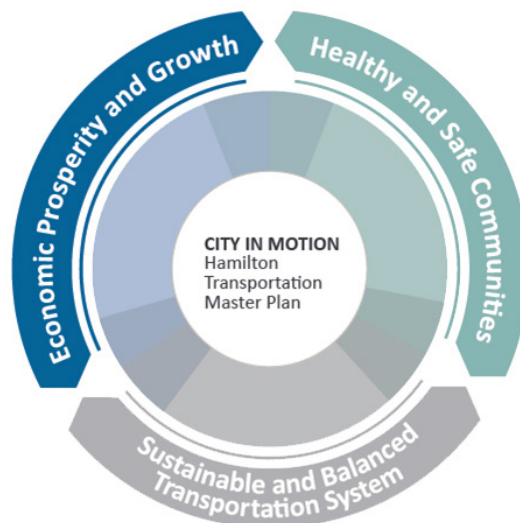 Economic Prosperity and Growth
Healthy and Safe Communities
CITY IN MOTION
Hamilton
Transportation
Master Plan
Sustainable and Balanced
Transportation System